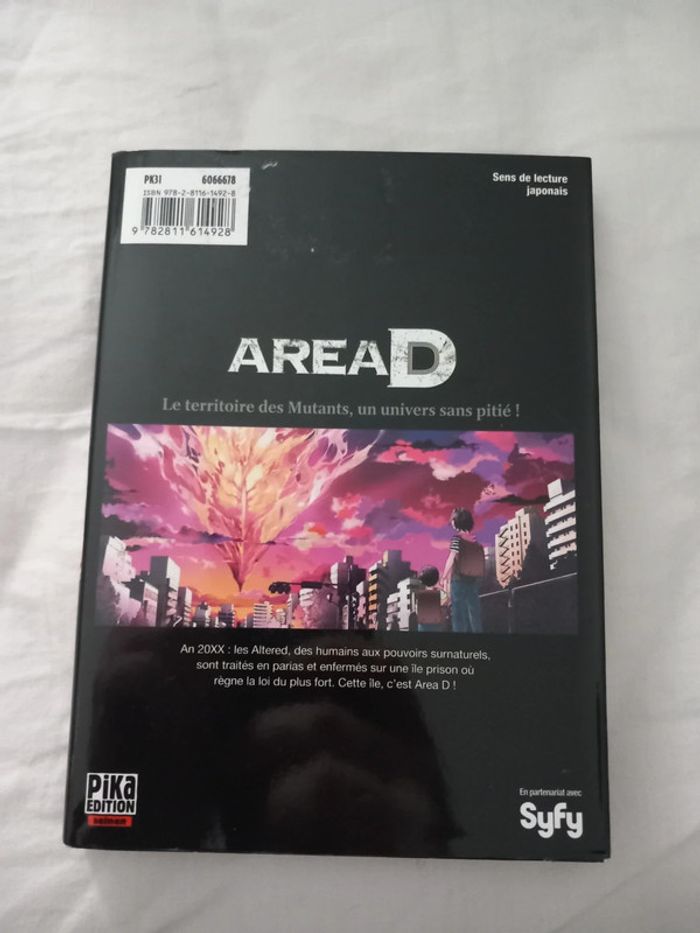 PK31 6066678
ISBN 978-2-8116-1492-8
9 782811 614928
Sens de lecture
japonais
AREA D
Le territoire des Mutants, un univers sans pitié !
An 20XX : les Altered, des humains aux pouvoirs surnaturels,
sont traités en parias et enfermés sur une île prison où
règne la loi du plus fort. Cette île, c'est Area D !
PiKa
EDITION
seinen
En partenariat avec
Syfy